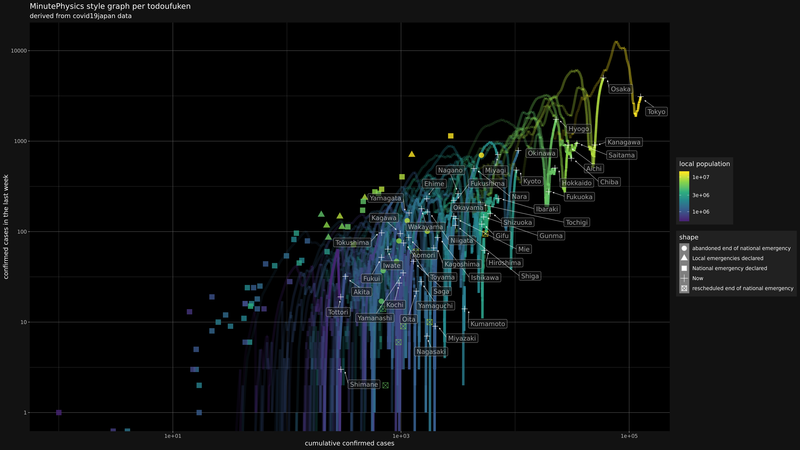 MinutePhysics style graph per todoufuken
derived from covid19japan data
confirmed cases in the last week
10000
1000
100
10
1
Osaka
Tokyo
Hyogo
Kanagawa
Okinawa
Saitama
Nagano
Miyagi
Aichi
Ehime
Fukushima
Kyoto
Hokkaido
Chiba
Yamagata
Nara
Fukuoka
Okayama
Ibaraki
Kagawa
Wakayama
Shizuoka
Tochigi
Tokushima
Niigata
Gifu
Gunma
Aomori
Mie
Iwate
Kagoshima
Hiroshima
Fukui
Toyama
Ishikawa
Shiga
Akita
Saga
Tottori
Kochi
Yamaguchi
Yamanashi
Oita
Kumamoto
Miyazaki
Nagasaki
Shimane
1e+01
1e+03
1e+05
cumulative confirmed cases
local population
1e+07
3e+06
1e+06
shape
abandoned end of national emergency
Local emergencies declared
National emergency declared
Now
rescheduled end of national emergency